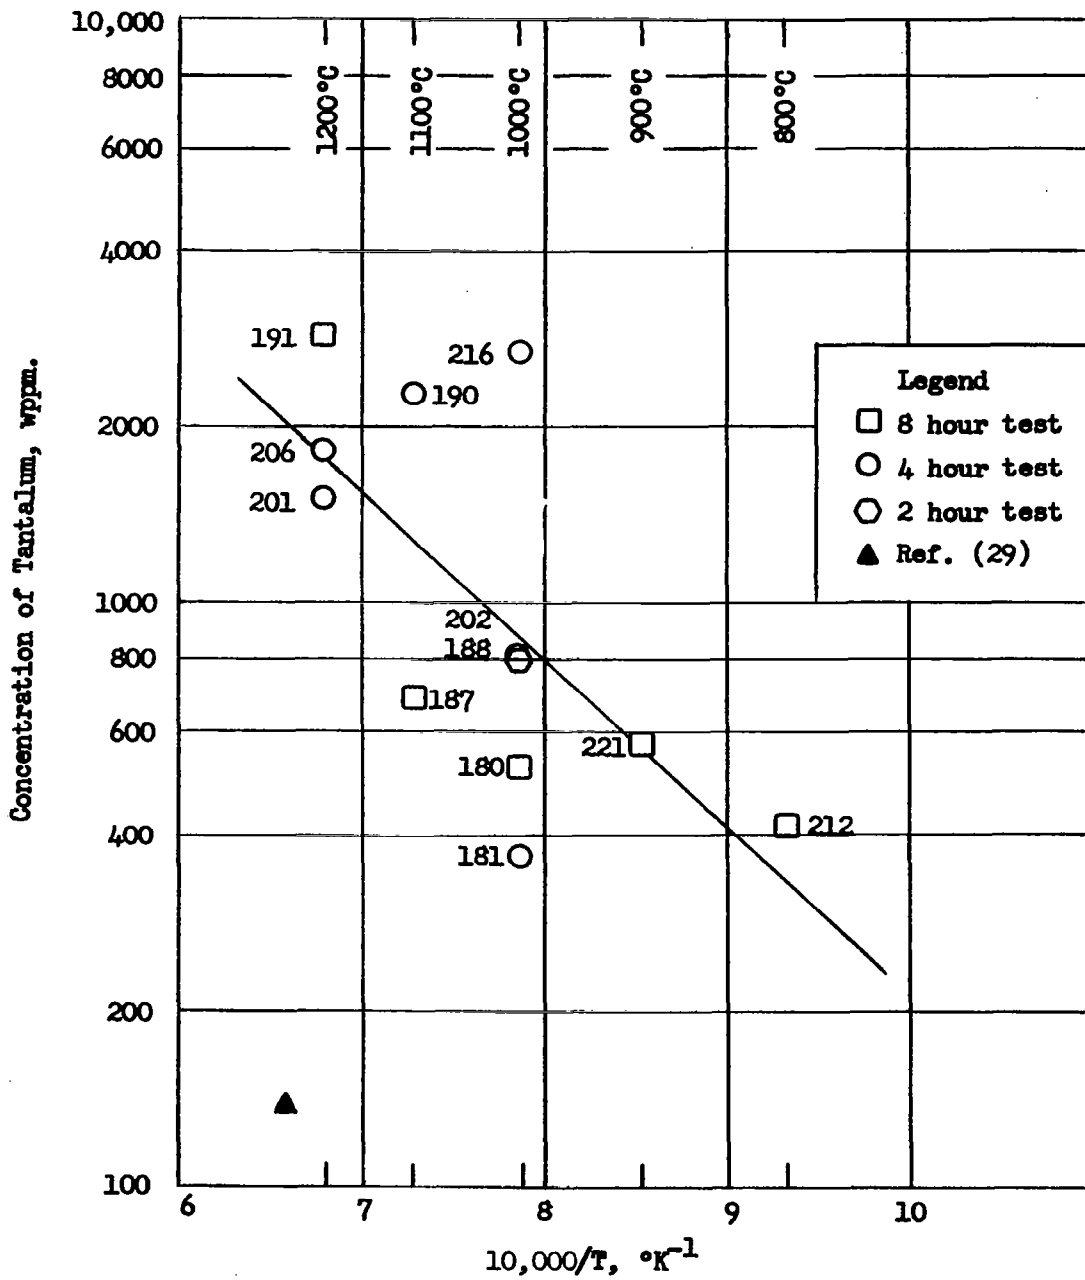 10,000
8000
6000
4000
2000
1000
800
600
400
200
100
Concentration of Tantalum, wppm.
1200°C
1100°C
1000°C
900°C
800°C
191
216
190
206
201
202
188
187
221
180
212
181
Legend
8 hour test
4 hour test
2 hour test
Ref. (29)
6 7 8 9 10
10,000/T, °K⁻¹